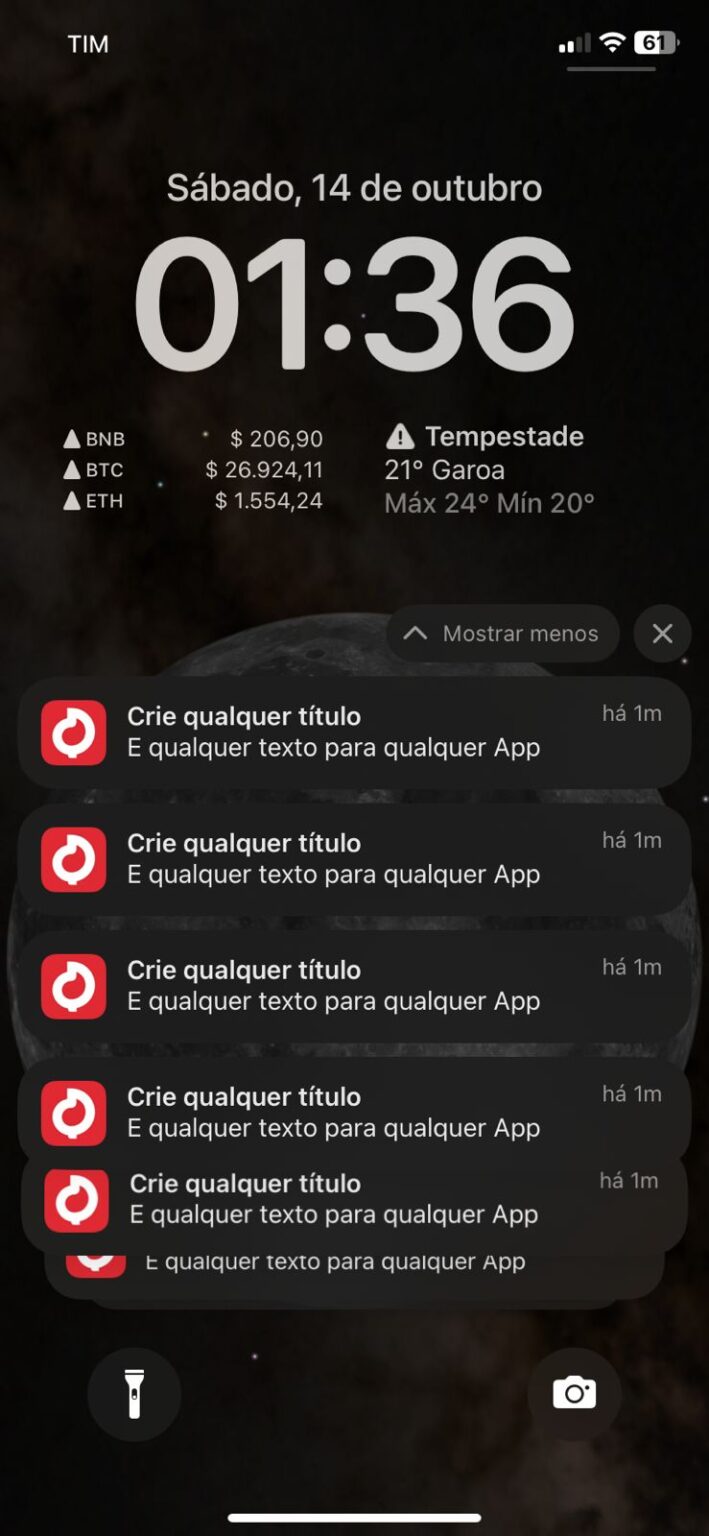 TIM
61
Sábado, 14 de outubro
01:36
BNB $ 206,90
BTC $ 26.924,11
ETH $ 1.554,24
Tempestade
21° Garoa
Máx 24° Mín 20°
Mostrar menos
Crie qualquer título há 1m
E qualquer texto para qualquer App
Crie qualquer título há 1m
E qualquer texto para qualquer App
Crie qualquer título há 1m
E qualquer texto para qualquer App
Crie qualquer título há 1m
E qualquer texto para qualquer App
Crie qualquer título há 1m
E qualquer texto para qualquer App
E qualquer texto para qualquer App